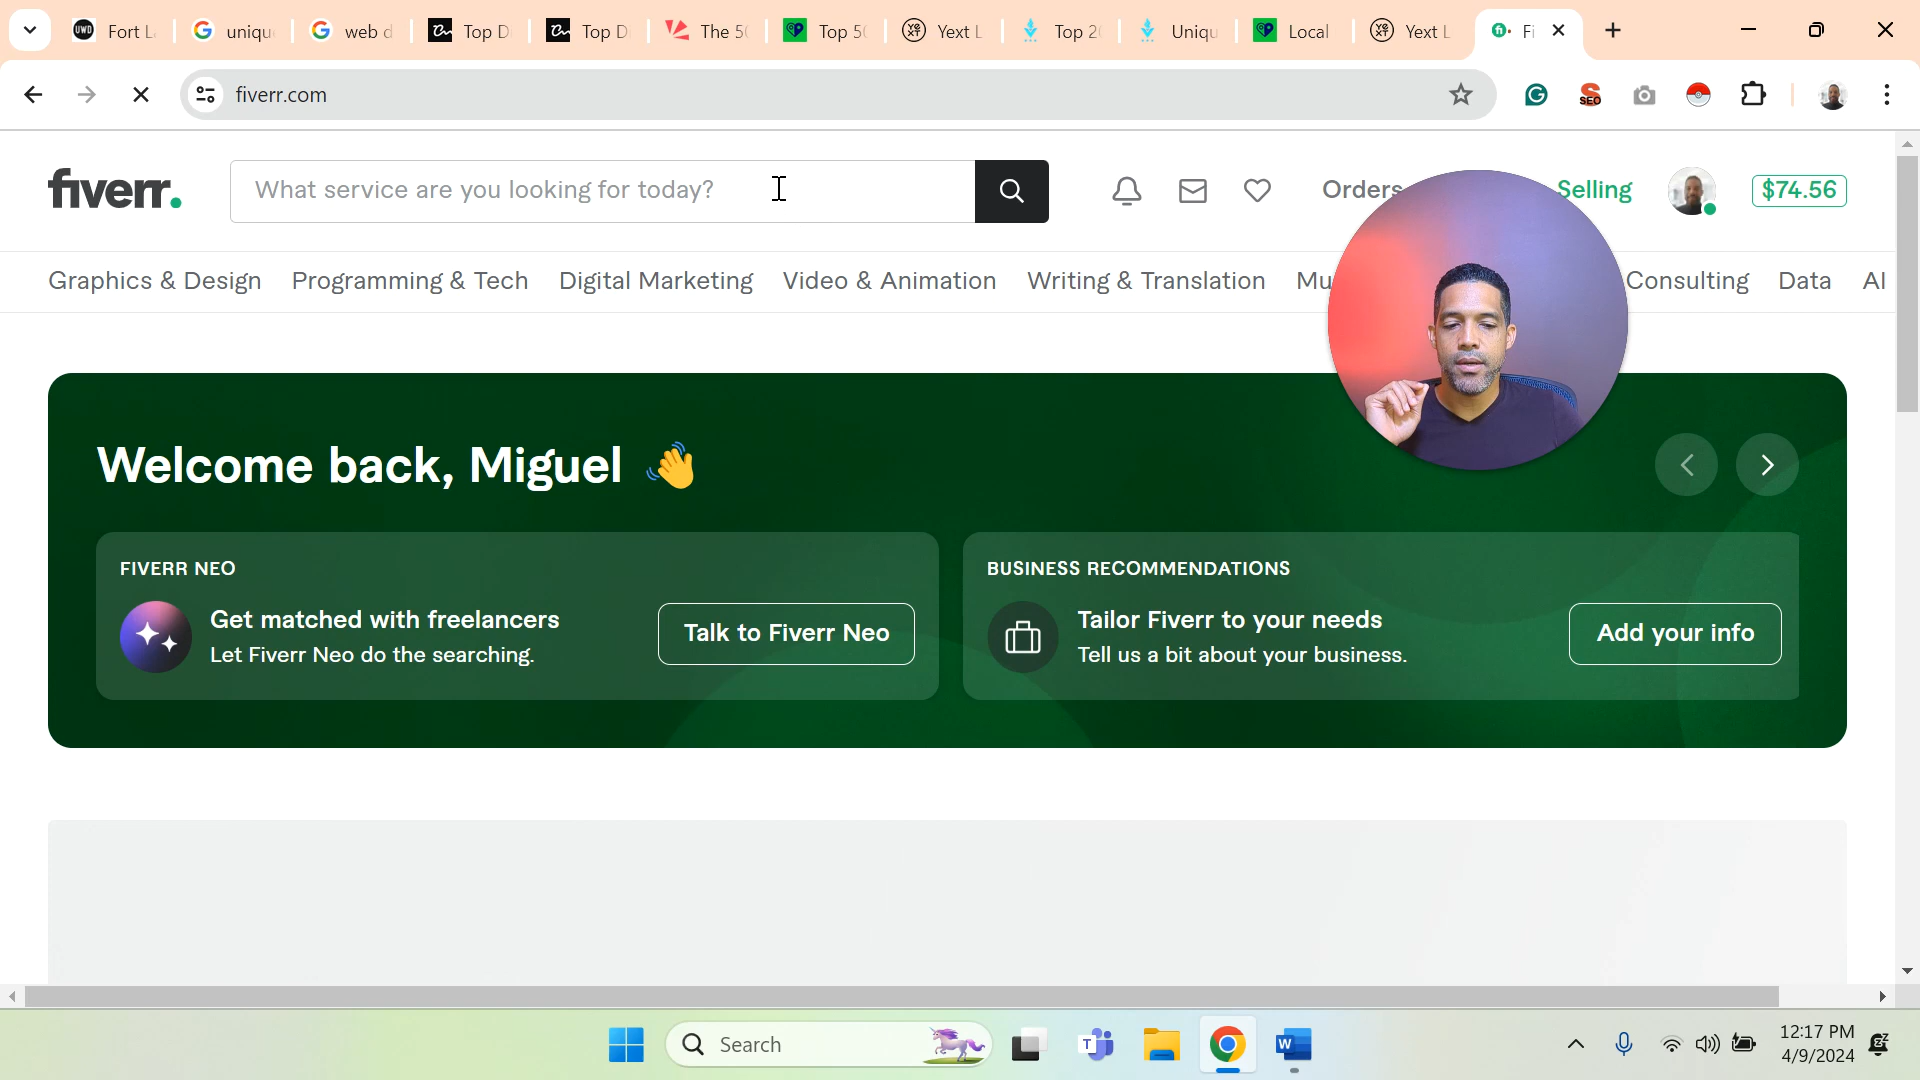 Fort L
uniqu
web d
Top D
Top D
The 50
Top 50
Yext L
Top 20
Uniqu
Local
Yext L
Fi
fiverr.com
SEO
fiverr.
What service are you looking for today?
Orders
Selling
$74.56
Graphics & Design
Programming & Tech
Digital Marketing
Video & Animation
Writing & Translation
Mu
Consulting
Data
AI
Welcome back, Miguel
FIVERR NEO
Get matched with freelancers
Let Fiverr Neo do the searching.
Talk to Fiverr Neo
BUSINESS RECOMMENDATIONS
Tailor Fiverr to your needs
Tell us a bit about your business.
Add your info
Search
12:17 PM
4/9/2024